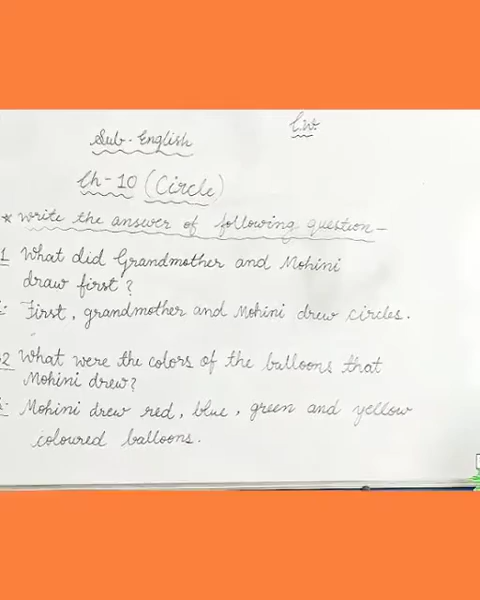 C.W.
Sub - English
Ch-10 (Circle)
* Write the answer of following question -
1 What did Grandmother and Mohini
draw first?
First, grandmother and Mohini drew circles.
2 What were the colors of the balloons that
Mohini drew?
Mohini drew red, blue, green and yellow
coloured balloons.